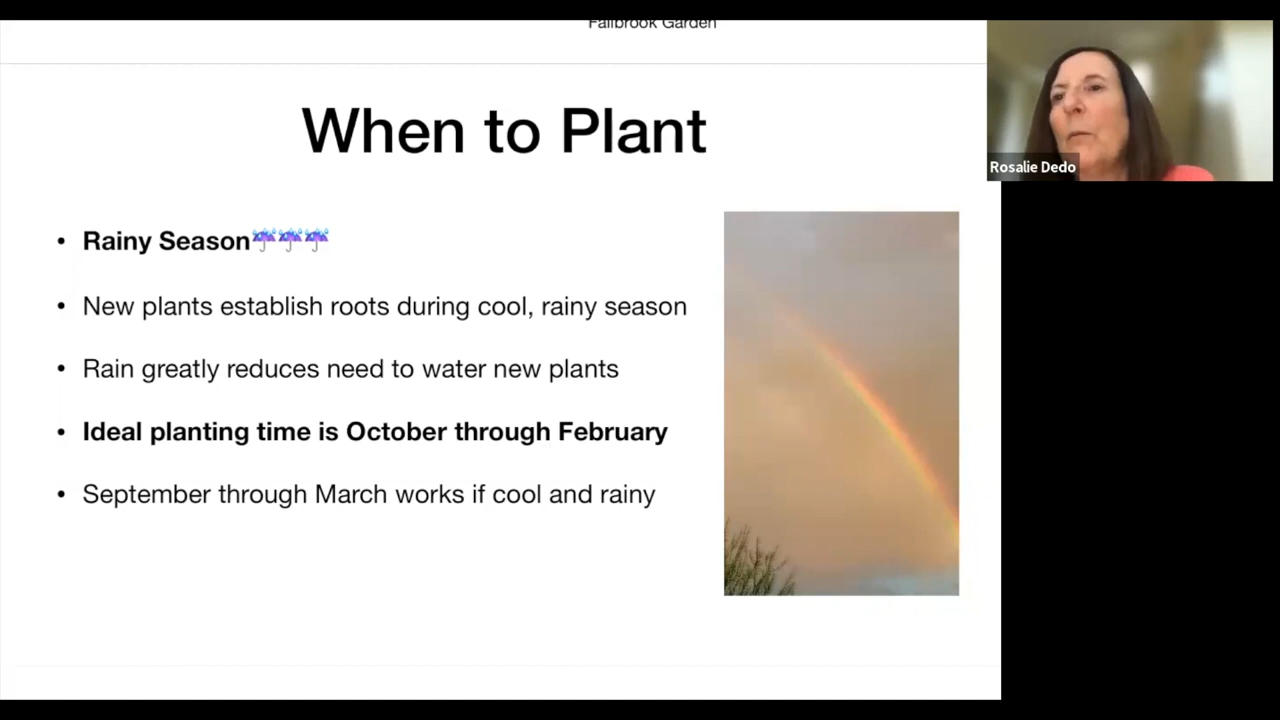 Fallbrook Garden
When to Plant
Rosalie Dedo
• Rainy Season☔☔☔
• New plants establish roots during cool, rainy season
• Rain greatly reduces need to water new plants
• Ideal planting time is October through February
• September through March works if cool and rainy